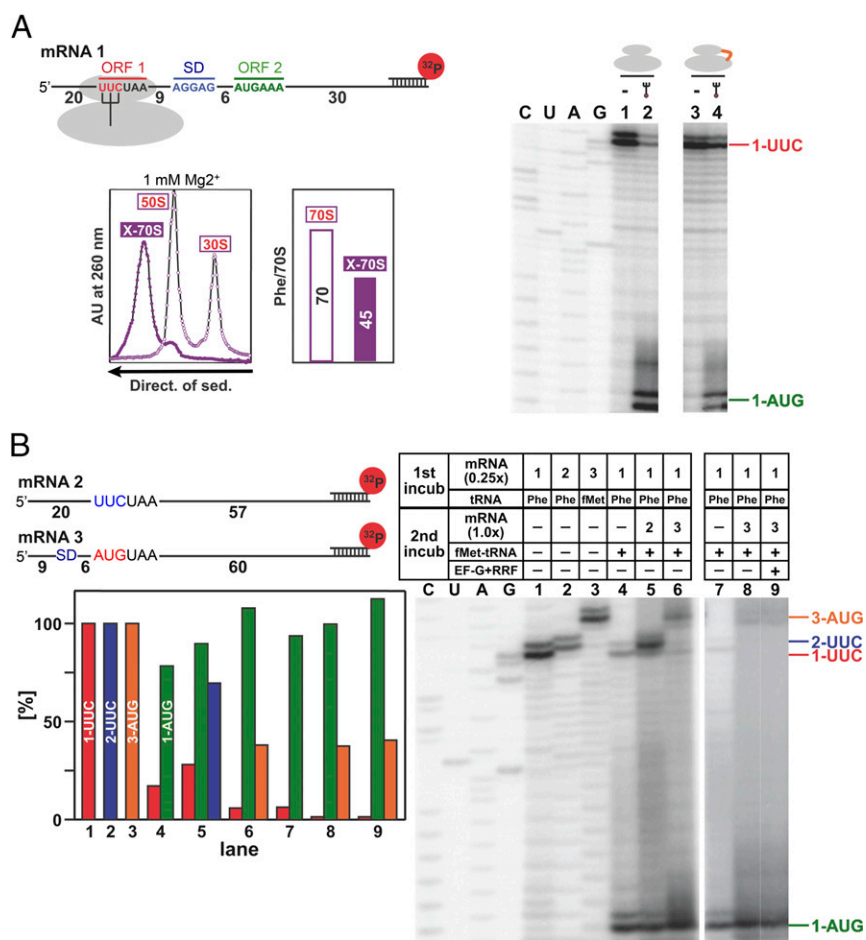 A
mRNA 1
ORF 1 SD ORF 2
32P
5' UUCUAA AGGAG AUGAAA
20 9 6 30
1 mM Mg2+
50S
X-70S
30S
AU at 260 nm
Direct. of sed.
Phe/70S
70S
X-70S
70
45
- -
C U A G 1 2 3 4
1-UUC
1-AUG
B
mRNA 2
32P
5' UUCUAA
20 57
mRNA 3
32P
5' SD AUGUAA
9 6 60
1st incub
mRNA (0.25x) 1 2 3 1 1 1 1 1 1
tRNA Phe Phe fMet Phe Phe Phe Phe Phe Phe
2nd incub
mRNA (1.0x) – – – – 2 3 – 3 3
fMet-tRNA – – – + + + + + +
EF-G+RRF – – – – – – – – +
C U A G 1 2 3 4 5 6 7 8 9
3-AUG
2-UUC
1-UUC
1-AUG
[%]
100
50
0
1-UUC
2-UUC
3-AUG
1-AUG
1 2 3 4 5 6 7 8 9
lane